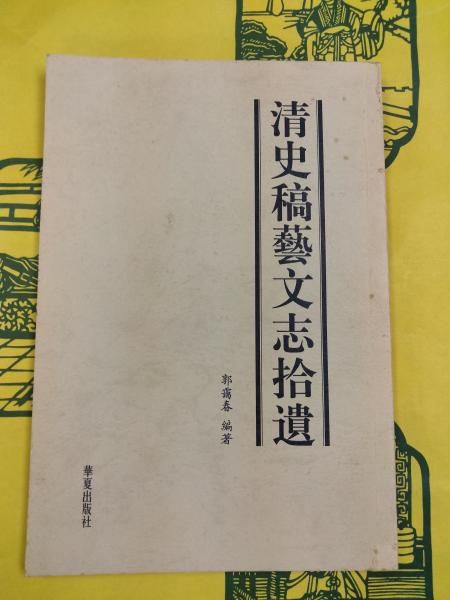 清史稿藝文志拾遺
郭靄春 編著
華夏出版社